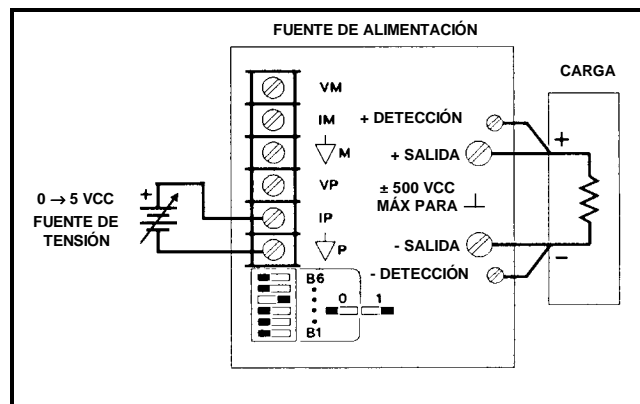 FUENTE DE ALIMENTACIÓN
CARGA
VM
IM
+ DETECCIÓN
+
M
+ SALIDA
VP
± 500 VCC
MÁX PARA
0 → 5 VCC
+
FUENTE DE
TENSIÓN
IP
P
- SALIDA
–
- DETECCIÓN
B6
0 1
B1